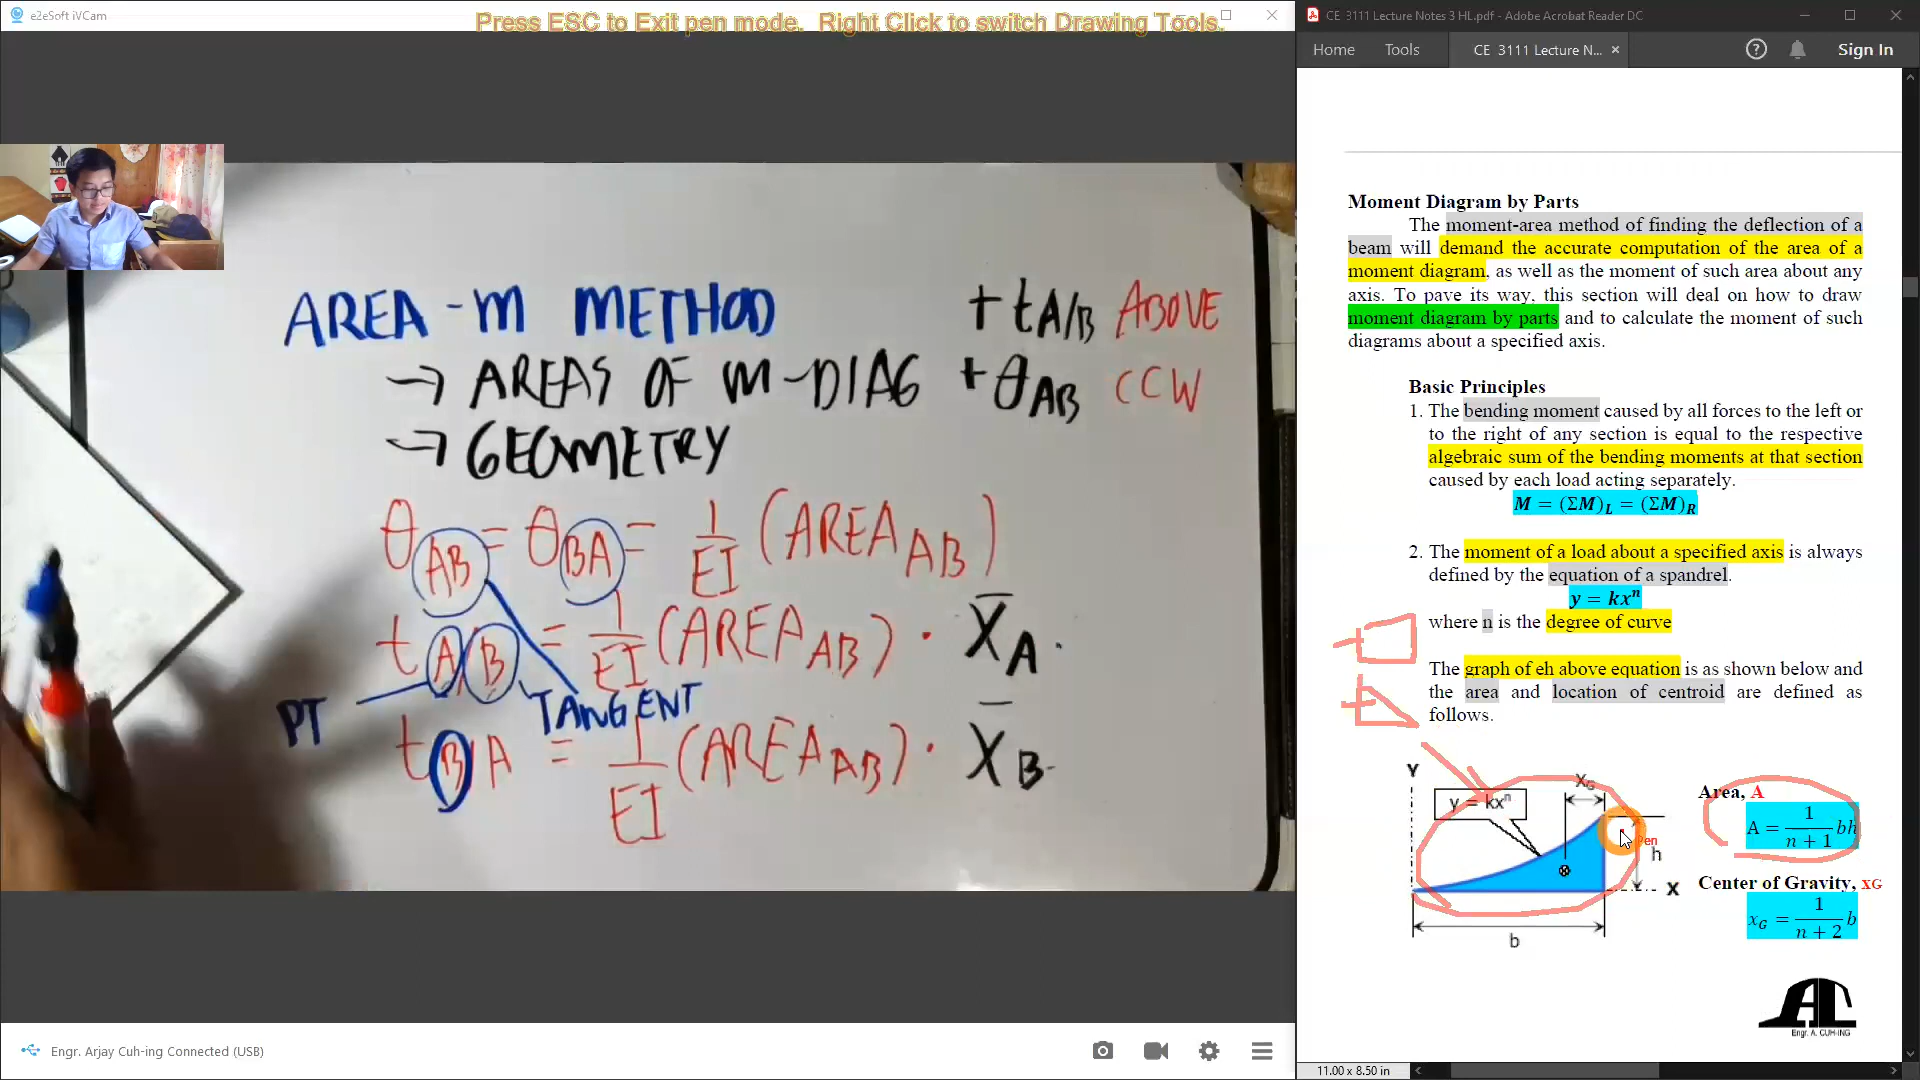 e2eSoft iVCam
Press ESC to Exit pen mode. Right Click to switch Drawing Tools.
AREA-M METHOD
→ AREAS OF M-DIAG
→ GEOMETRY
+ tA/B ABOVE
+ θAB CCW
θAB = θBA = 1/EI (AREA AB)
tA/B = 1/EI (AREA AB) · X̄A
PT
TANGENT
tB/A = 1/EI (AREA AB) · X̄B
Engr. Arjay Cuh-ing Connected (USB)
CE 3111 Lecture Notes 3 HL.pdf - Adobe Acrobat Reader DC
Home Tools CE 3111 Lecture N... × Sign In
Moment Diagram by Parts
The moment-area method of finding the deflection of a
beam will demand the accurate computation of the area of a
moment diagram, as well as the moment of such area about any
axis. To pave its way, this section will deal on how to draw
moment diagram by parts and to calculate the moment of such
diagrams about a specified axis.
Basic Principles
1. The bending moment caused by all forces to the left or
to the right of any section is equal to the respective
algebraic sum of the bending moments at that section
caused by each load acting separately.
M = (ΣM)L = (ΣM)R
2. The moment of a load about a specified axis is always
defined by the equation of a spandrel.
y = kxⁿ
where n is the degree of curve
The graph of eh above equation is as shown below and
the area and location of centroid are defined as
follows.
Y
y = kxⁿ
XG
Pen
h
X
b
Area, A
A = 1/(n + 1) bh
Center of Gravity, xG
xG = 1/(n + 2) b
Engr. A. CUH-ING
11.00 x 8.50 in